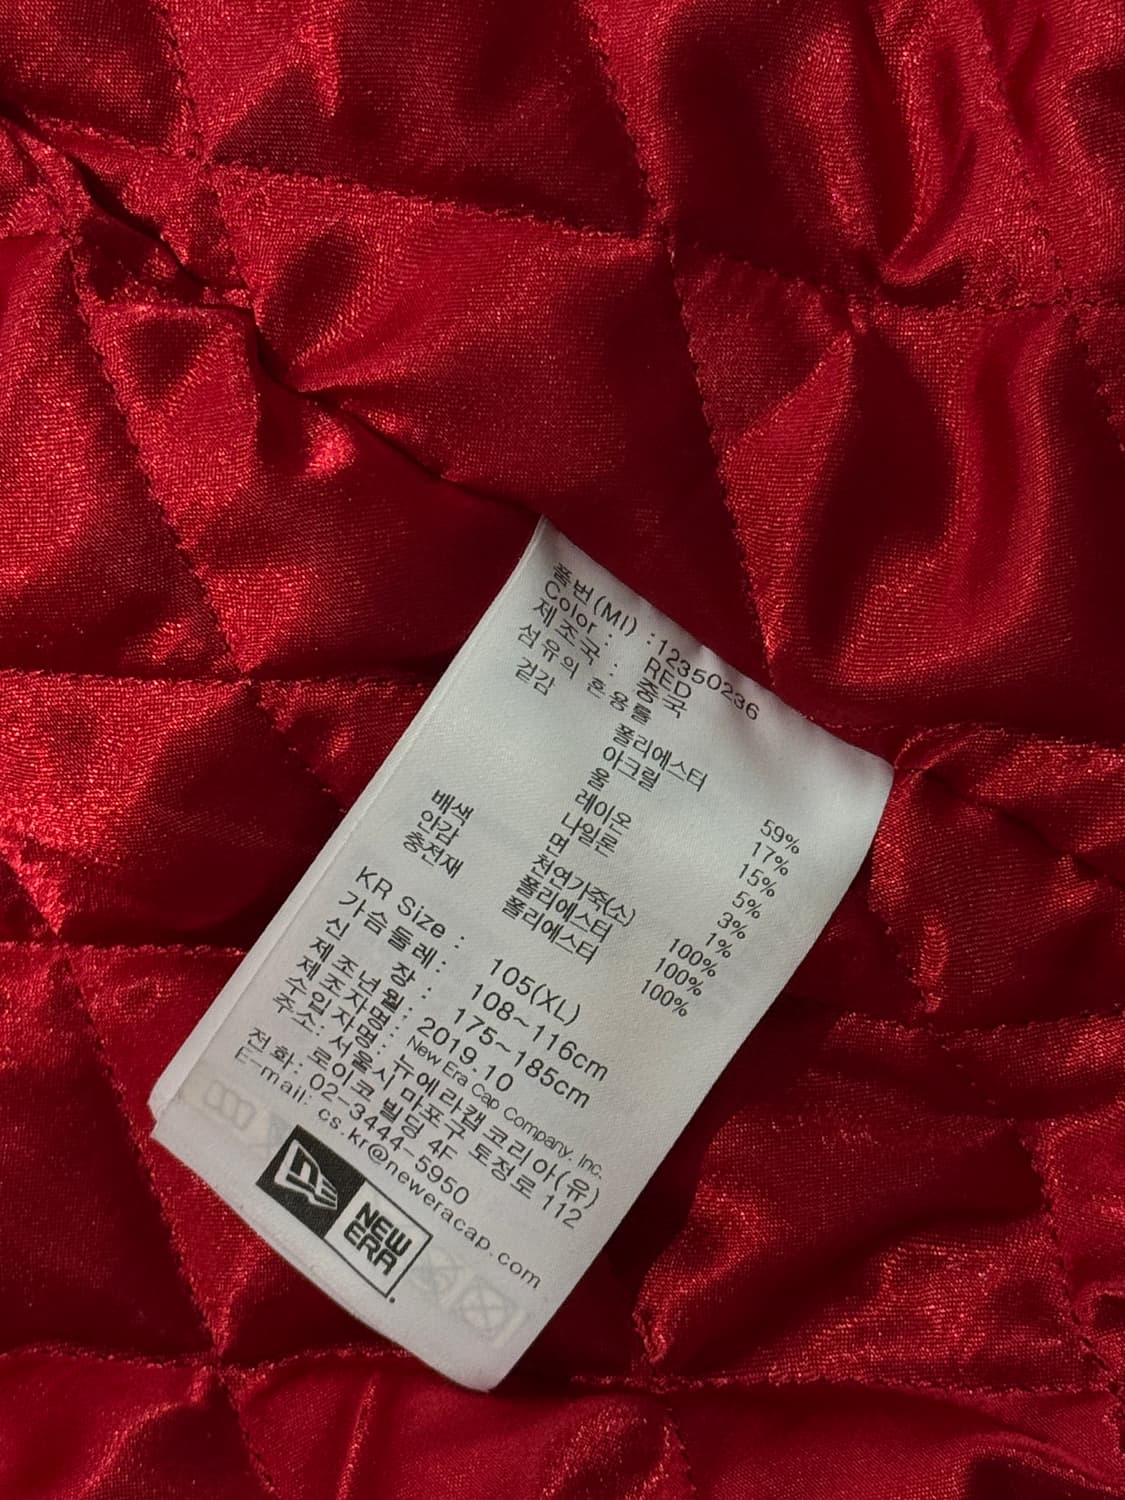 품번(MI) : 12350236
Color : RED
제 조 국 : 중국
섬 유 의 혼 용 률
겉감 폴리에스터 59%
아크릴 17%
울 15%
레이온 5%
나일론 3%
면 1%
배색 천연가죽(소) 100%
안감 폴리에스터 100%
충전재 폴리에스터 100%
KR Size : 105(XL)
가 슴 둘 레 : 108~116cm
신 장 : 175~185cm
제 조 년 월 : 2019.10
제 조 자 명 : New Era Cap Company, Inc.
수 입 자 명 : 뉴에라캡 코리아(유)
주소: 서울시 마포구 토정로 112
로이코 빌딩 4F
전화: 02-3444-5950
E-mail: cs.kr@neweracap.com
NEW
ERA